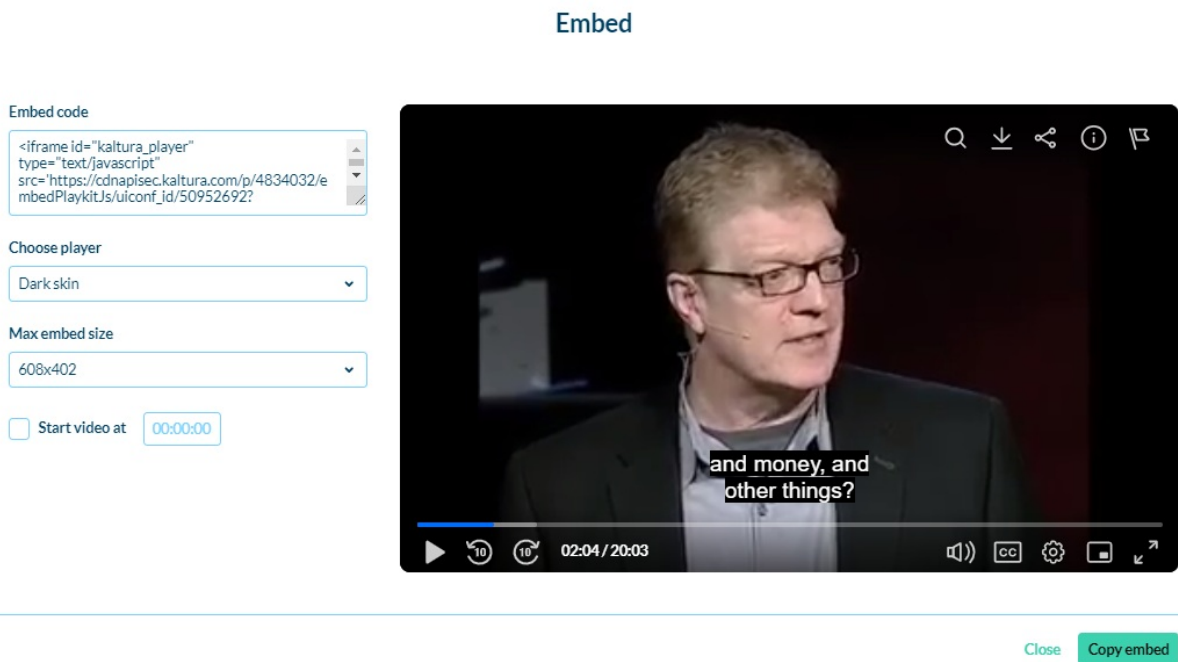 Embed
Embed code
<iframe id="kaltura_player"
type="text/javascript"
src='https://cdnapisec.kaltura.com/p/4834032/e
mbedPlaykitJs/uiconf_id/50952692?
Choose player
Dark skin
Max embed size
608x402
Start video at
00:00:00
and money, and
other things?
10
10
02:04 / 20:03
CC
Close
Copy embed